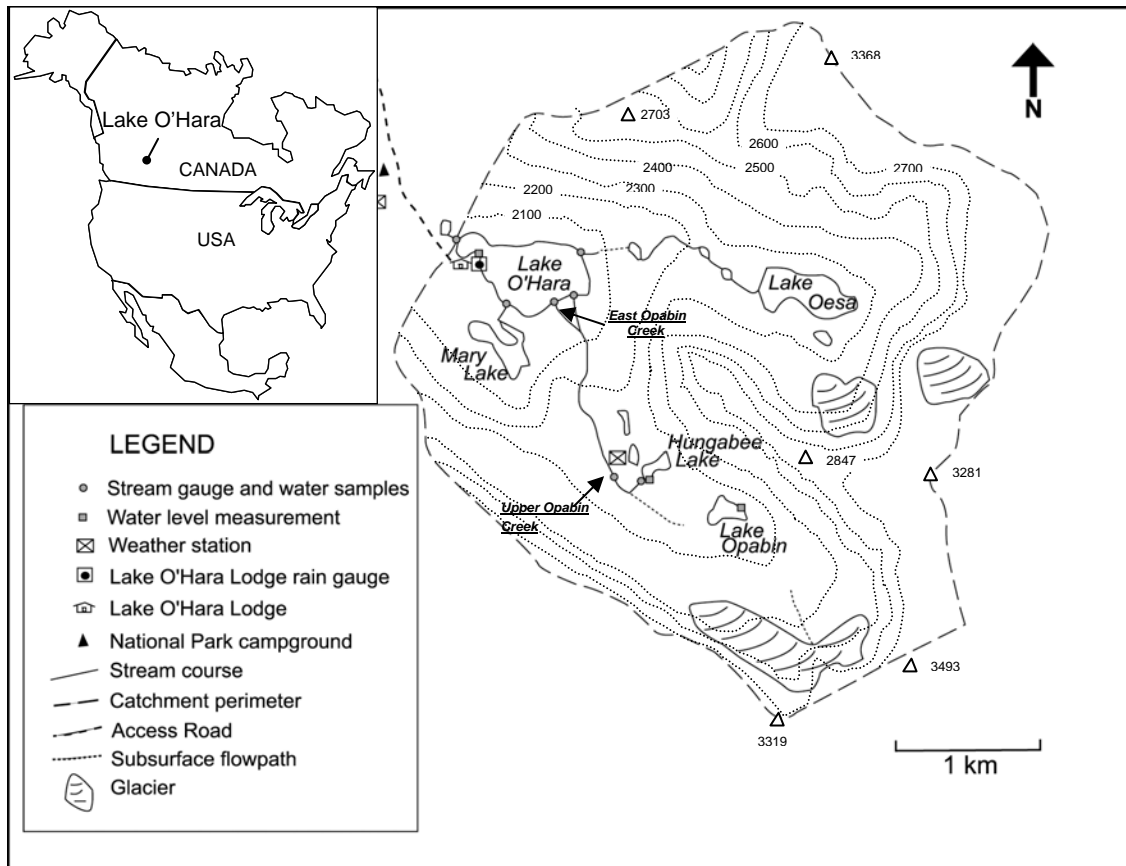 Lake O'Hara
CANADA
USA
3368
N
2703
2600
2400
2500
2700
2200
2300
2100
Lake
O'Hara
Lake
Oesa
East Opabin
Creek
Mary
Lake
Hungabee
Lake
2847
3281
Upper Opabin
Creek
Lake
Opabin
3493
3319
1 km
LEGEND
Stream gauge and water samples
Water level measurement
Weather station
Lake O'Hara Lodge rain gauge
Lake O'Hara Lodge
National Park campground
Stream course
Catchment perimeter
Access Road
Subsurface flowpath
Glacier